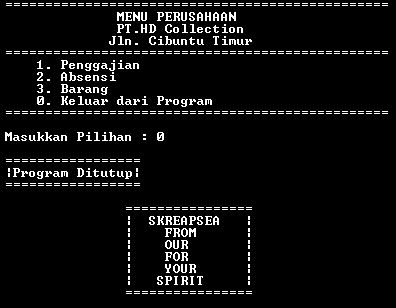 ================================================
MENU PERUSAHAAN
PT.HD Collection
Jln. Cibuntu Timur
================================================
1. Penggajian
2. Absensi
3. Barang
0. Keluar dari Program
================================================
Masukkan Pilihan : 0
=================
|Program Ditutup|
=================
================
| SKREAPSEA |
| FROM |
| OUR |
| FOR |
| YOUR |
| SPIRIT |
================